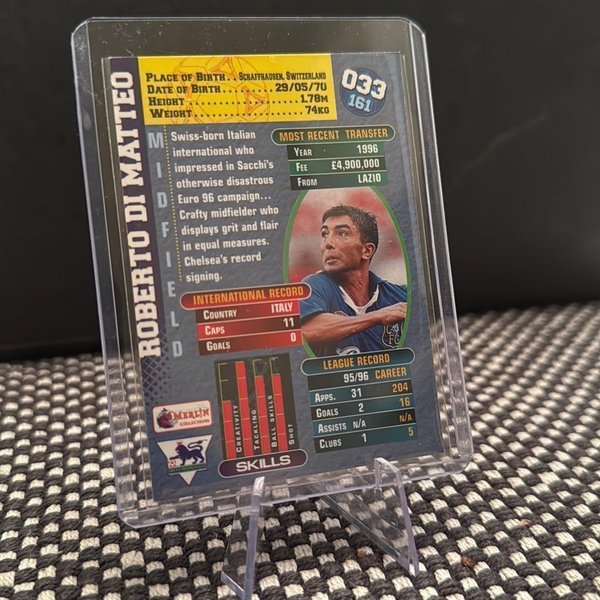 ROBERTO DI MATTEO
MIDFIELD
PLACE OF BIRTH.. SCHAFFHAUSEN, SWITZERLAND
DATE OF BIRTH........29/05/70
HEIGHT................1.78M
WEIGHT................74KG
033
161
Swiss-born Italian
international who
impressed in Sacchi's
otherwise disastrous
Euro 96 campaign...
Crafty midfielder who
displays grit and flair
in equal measures.
Chelsea's record
signing.
MOST RECENT TRANSFER
YEAR 1996
FEE £4,900,000
FROM LAZIO
INTERNATIONAL RECORD
COUNTRY ITALY
CAPS 11
GOALS 0
LEAGUE RECORD
95/96 CAREER
APPS. 31 204
GOALS 2 16
ASSISTS N/A N/A
CLUBS 1 5
CREATIVITY
TACKLING
BALL SKILLS
SHOT
SKILLS
MERLIN
COLLECTIONS